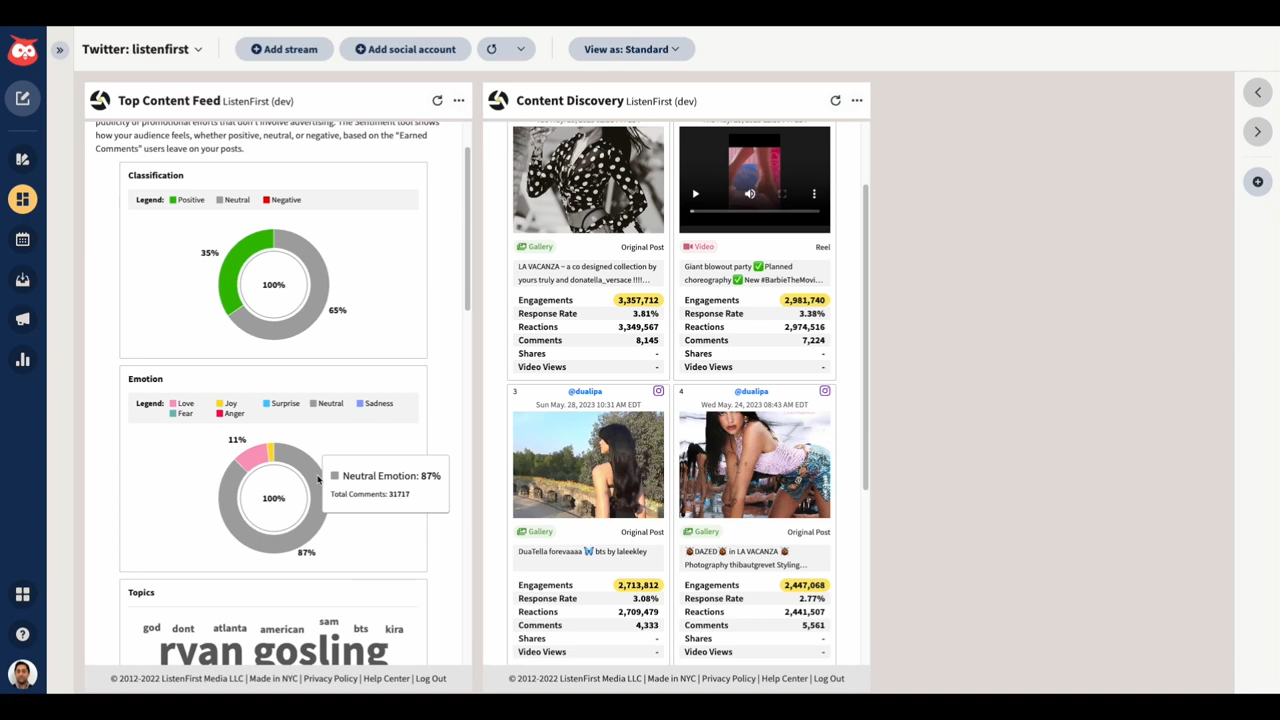 Twitter: listenfirst
Add stream
Add social account
View as: Standard
Top Content Feed ListenFirst (dev)
publicity or promotional efforts that don't involve advertising. The Sentiment tool shows
how your audience feels, whether positive, neutral, or negative, based on the "Earned
Comments" users leave on your posts.
Classification
Legend: Positive Neutral Negative
35%
100%
65%
Emotion
Legend: Love Joy Surprise Neutral Sadness
Fear Anger
11%
Neutral Emotion: 87%
Total Comments: 31717
100%
87%
Topics
god dont atlanta american sam bts kira
ryan gosling
© 2012-2022 ListenFirst Media LLC | Made in NYC | Privacy Policy | Help Center | Log Out
Content Discovery ListenFirst (dev)
Gallery Original Post
LA VACANZA ~ a co designed collection by
yours truly and donatella_versace !!!!...
Engagements 3,357,712
Response Rate 3.81%
Reactions 3,349,567
Comments 8,145
Shares -
Video Views -
Video Reel
Giant blowout party ✅ Planned
choreography ✅ New #BarbieTheMovi...
Engagements 2,981,740
Response Rate 3.38%
Reactions 2,974,516
Comments 7,224
Shares -
Video Views -
3 @dualipa
Sun May. 28, 2023 10:31 AM EDT
Gallery Original Post
DuaTella forevaaaa 🦋 bts by laleekley
Engagements 2,713,812
Response Rate 3.08%
Reactions 2,709,479
Comments 4,333
Shares -
Video Views -
4 @dualipa
Wed May. 24, 2023 08:43 AM EDT
Gallery Original Post
🐞DAZED🐞 in LA VACANZA 🐞
Photography thibautgrevet Styling...
Engagements 2,447,068
Response Rate 2.77%
Reactions 2,441,507
Comments 5,561
Shares -
Video Views -
© 2012-2022 ListenFirst Media LLC | Made in NYC | Privacy Policy | Help Center | Log Out